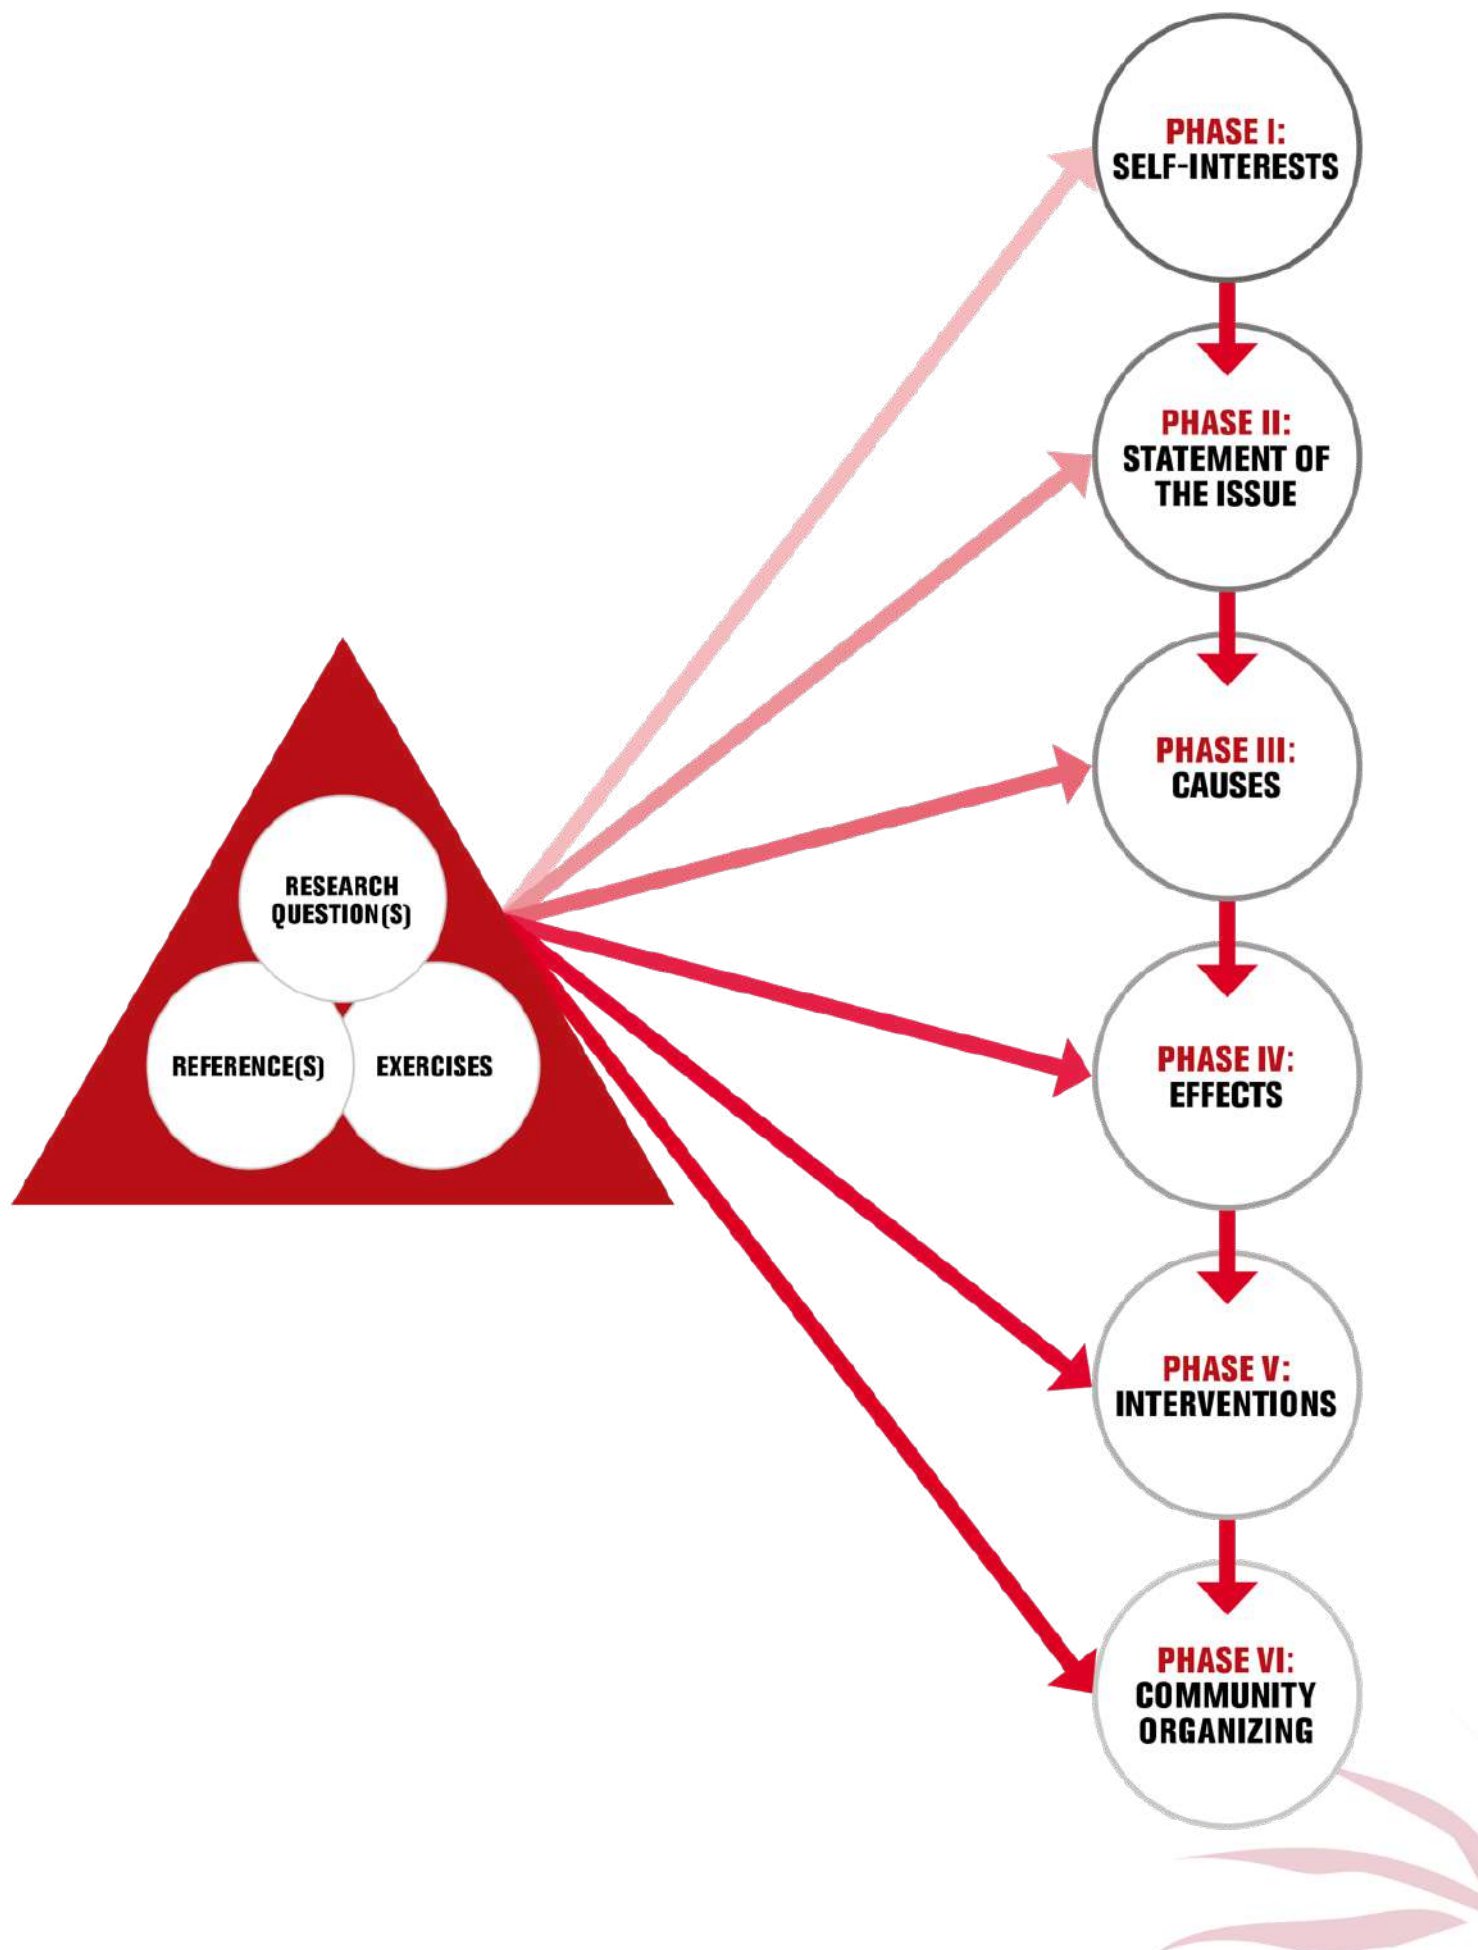 PHASE I:
SELF-INTERESTS
PHASE II:
STATEMENT OF
THE ISSUE
PHASE III:
CAUSES
RESEARCH
QUESTION(S)
REFERENCE(S)
EXERCISES
PHASE IV:
EFFECTS
PHASE V:
INTERVENTIONS
PHASE VI:
COMMUNITY
ORGANIZING